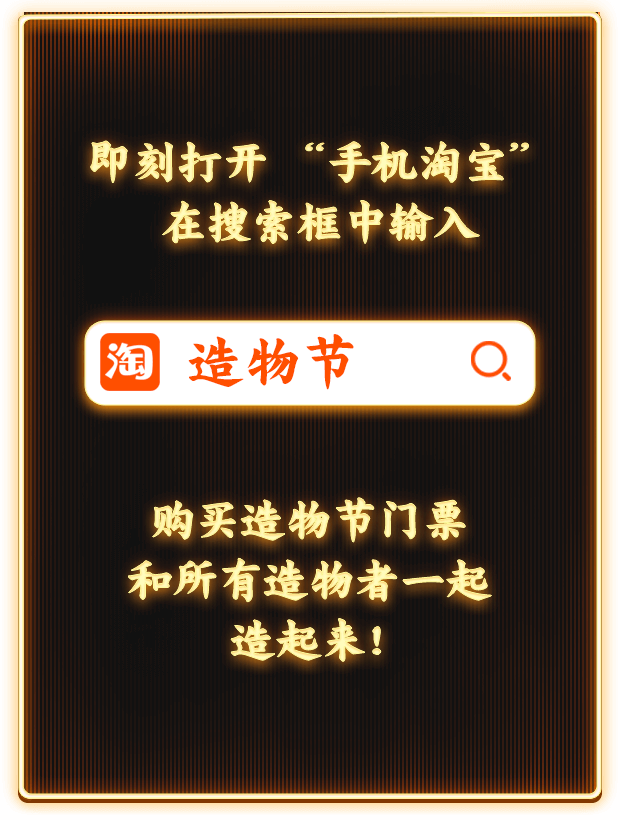 即刻打开 “手机淘宝”
在搜索框中输入
淘 造物节
购买造物节门票
和所有造物者一起
造起来！